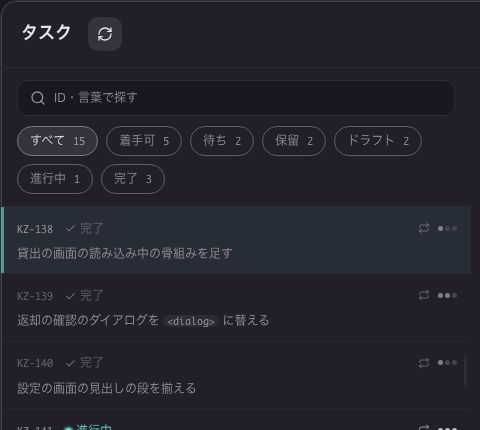 タスク
ID・言葉で探す
すべて 15 着手可 5 待ち 2 保留 2 ドラフト 2
進行中 1 完了 3
KZ-138 完了
貸出の画面の読み込み中の骨組みを足す
KZ-139 完了
返却の確認のダイアログを <dialog> に替える
KZ-140 完了
設定の画面の見出しの段を揃える
KZ-141 進行中